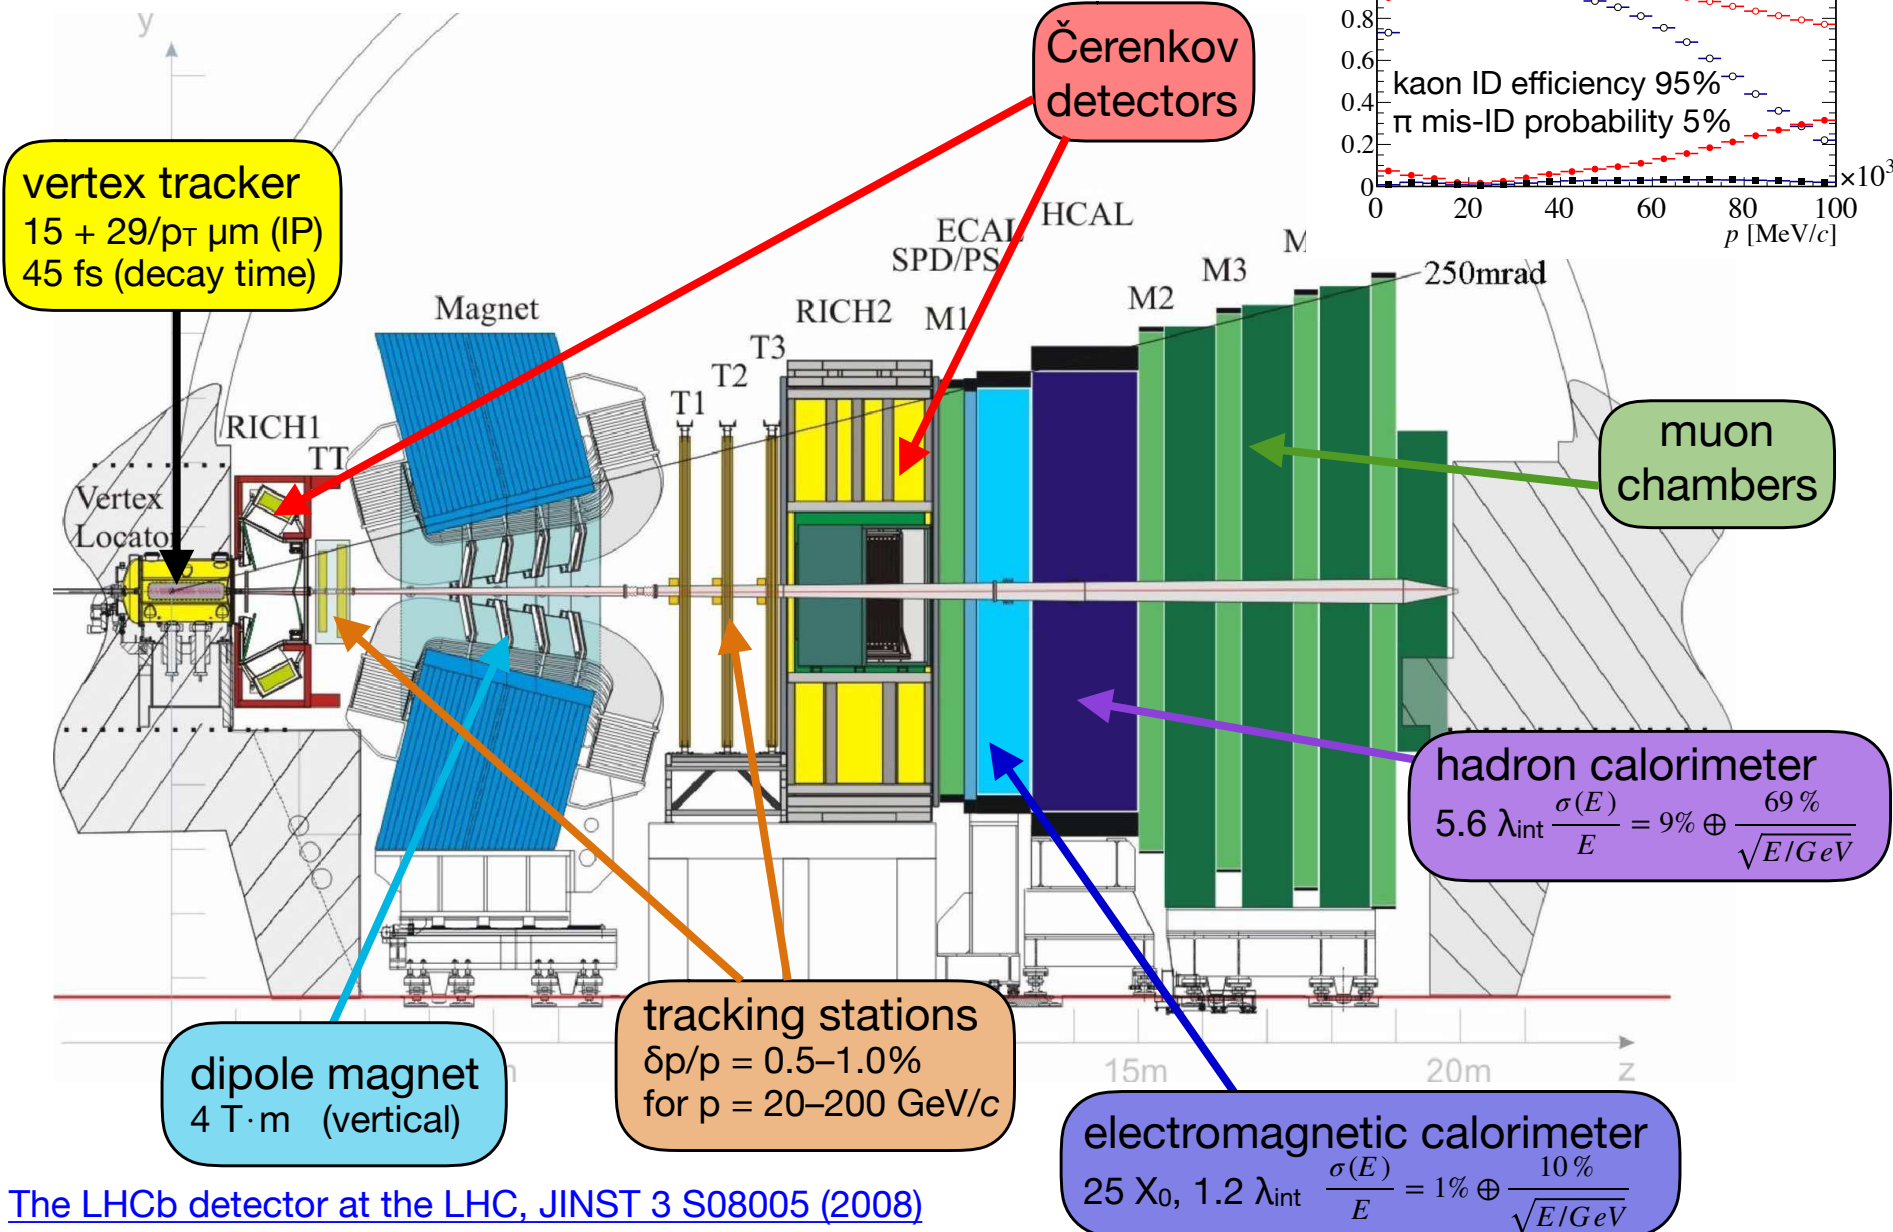 y
Čerenkov
detectors
0.8
0.6
0.4
0.2
0
kaon ID efficiency 95%
π mis-ID probability 5%
×10³
0 20 40 60 80 100
p [MeV/c]
vertex tracker
15 + 29/pT μm (IP)
45 fs (decay time)
HCAL
ECAL
SPD/PS
M3
M2
250mrad
Magnet
RICH2
M1
T3
T2
T1
RICH1
TT
Vertex
Locator
muon
chambers
hadron calorimeter
5.6 λint σ(E)/E = 9% ⊕ 69 %/√E/GeV
tracking stations
δp/p = 0.5–1.0%
for p = 20–200 GeV/c
dipole magnet
4 T·m (vertical)
15m
20m
z
electromagnetic calorimeter
25 X0, 1.2 λint σ(E)/E = 1% ⊕ 10 %/√E/GeV
The LHCb detector at the LHC, JINST 3 S08005 (2008)